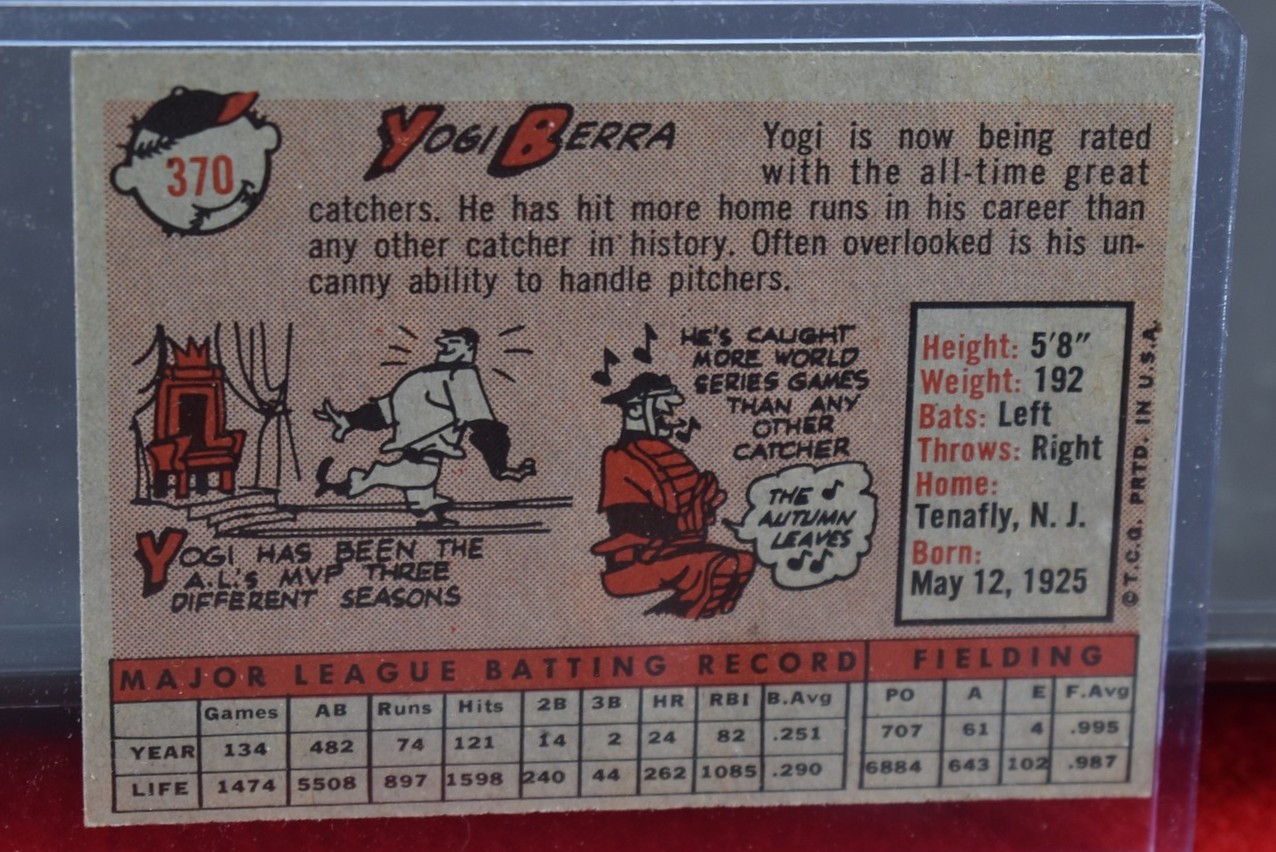 370
YOGI BERRA
Yogi is now being rated
with the all-time great
catchers. He has hit more home runs in his career than
any other catcher in history. Often overlooked is his un-
canny ability to handle pitchers.
YOGI HAS BEEN THE
A.L.'s MVP THREE
DIFFERENT SEASONS
HE'S CAUGHT
MORE WORLD
SERIES GAMES
THAN ANY
OTHER
CATCHER
THE
AUTUMN
LEAVES
Height: 5'8"
Weight: 192
Bats: Left
Throws: Right
Home:
Tenafly, N. J.
Born:
May 12, 1925
© T.C.G. PRTD. IN U.S.A.
MAJOR LEAGUE BATTING RECORD FIELDING
Games AB Runs Hits 2B 3B HR RBI B.Avg PO A E F.Avg
YEAR 134 482 74 121 14 2 24 82 .251 707 61 4 .995
LIFE 1474 5508 897 1598 240 44 262 1085 .290 6884 643 102 .987